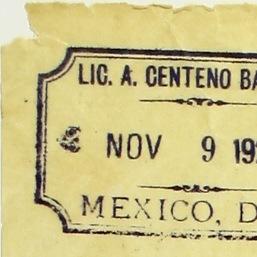 LIC. A. CENTENO BA
NOV 9 19
MEXICO, D